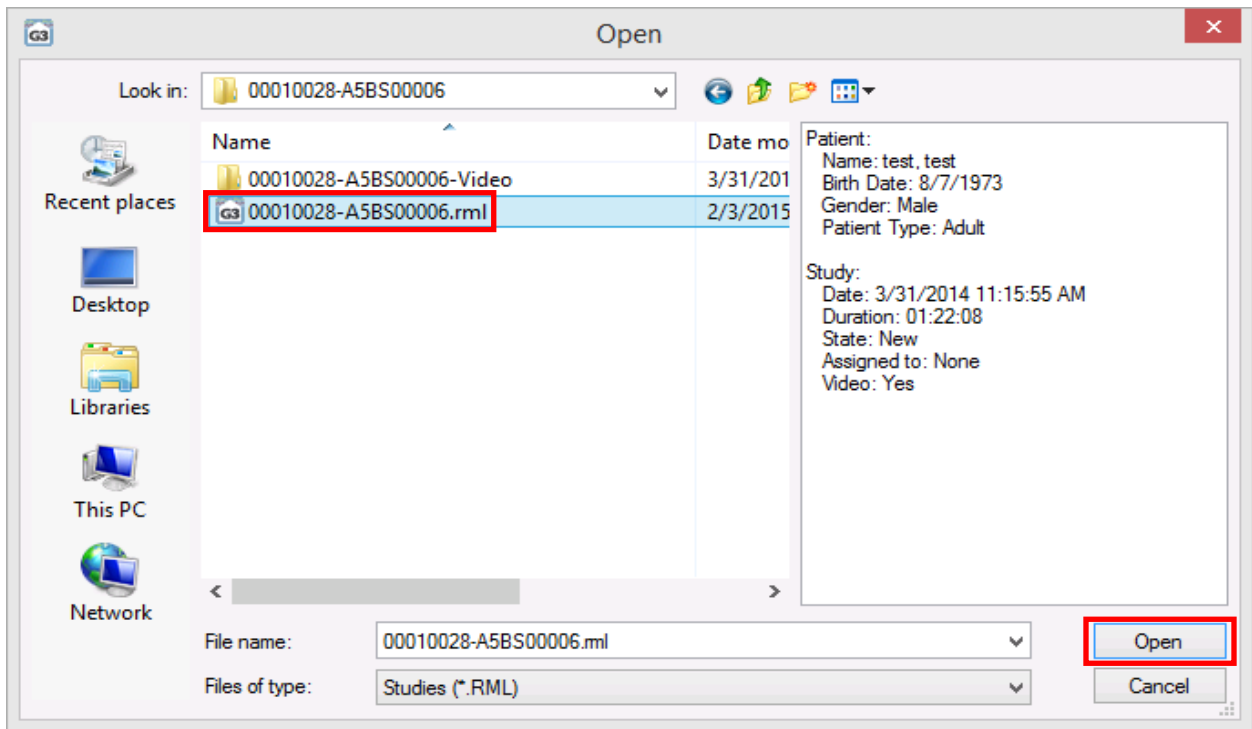 G3
Open
Look in:
00010028-A5BS00006
Recent places
Desktop
Libraries
This PC
Network
Name
Date mo
00010028-A5BS00006-Video
3/31/201
G3 00010028-A5BS00006.rml
2/3/2015
Patient:
Name: test, test
Birth Date: 8/7/1973
Gender: Male
Patient Type: Adult
Study:
Date: 3/31/2014 11:15:55 AM
Duration: 01:22:08
State: New
Assigned to: None
Video: Yes
File name:
00010028-A5BS00006.rml
Open
Files of type:
Studies (*.RML)
Cancel